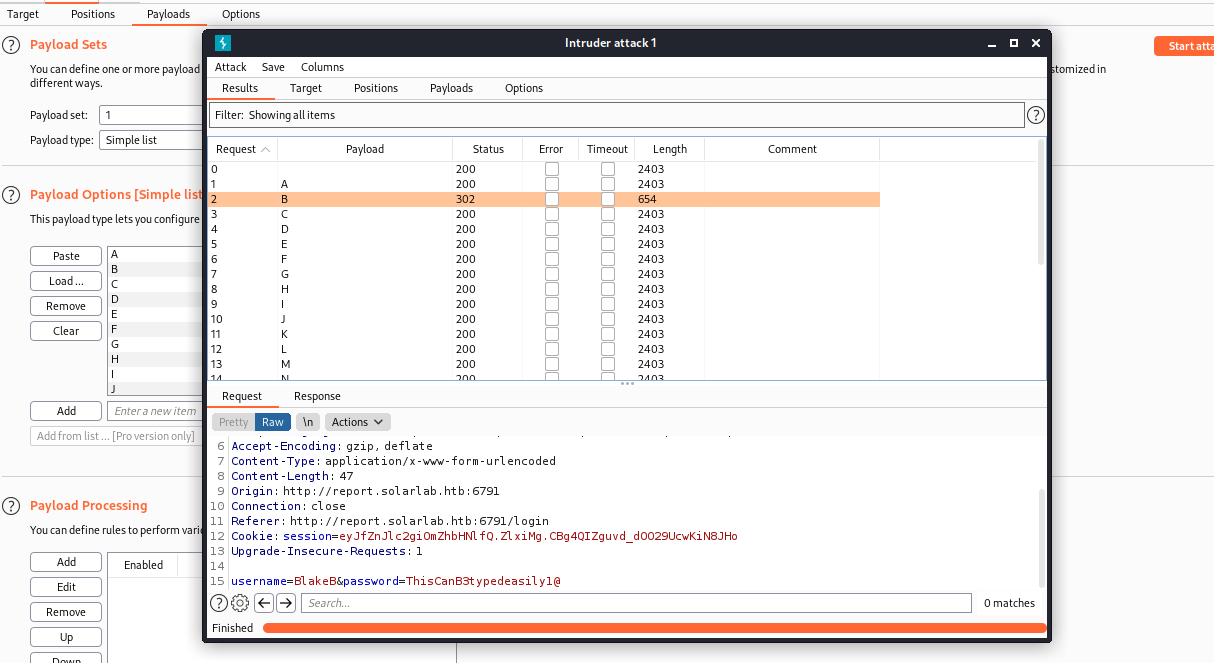 Target Positions Payloads Options
Payload Sets
You can define one or more payload
different ways.
Payload set: 1
Payload type: Simple list
Payload Options [Simple list
This payload type lets you configure
Paste
Load ...
Remove
Clear
A
B
C
D
E
F
G
H
I
J
Add Enter a new item
Add from list ... [Pro version only]
Payload Processing
You can define rules to perform vari
Add
Edit
Remove
Up
Down
Enabled
Start atta
stomized in
Intruder attack 1
Attack Save Columns
Results Target Positions Payloads Options
Filter: Showing all items
Request Payload Status Error Timeout Length Comment
0 200 2403
1 A 200 2403
2 B 302 654
3 C 200 2403
4 D 200 2403
5 E 200 2403
6 F 200 2403
7 G 200 2403
8 H 200 2403
9 I 200 2403
10 J 200 2403
11 K 200 2403
12 L 200 2403
13 M 200 2403
14 N 200 2403
Request Response
Pretty Raw \n Actions
6 Accept-Encoding: gzip, deflate
7 Content-Type: application/x-www-form-urlencoded
8 Content-Length: 47
9 Origin: http://report.solarlab.htb:6791
10 Connection: close
11 Referer: http://report.solarlab.htb:6791/login
12 Cookie: session=eyJfZnJlc2giOmZhbHNlfQ.ZlxiMg.CBg4QIZguvd_dOO29UcwKiN8JHo
13 Upgrade-Insecure-Requests: 1
14
15 username=BlakeB&password=ThisCanB3typedeasily1@
Search... 0 matches
Finished